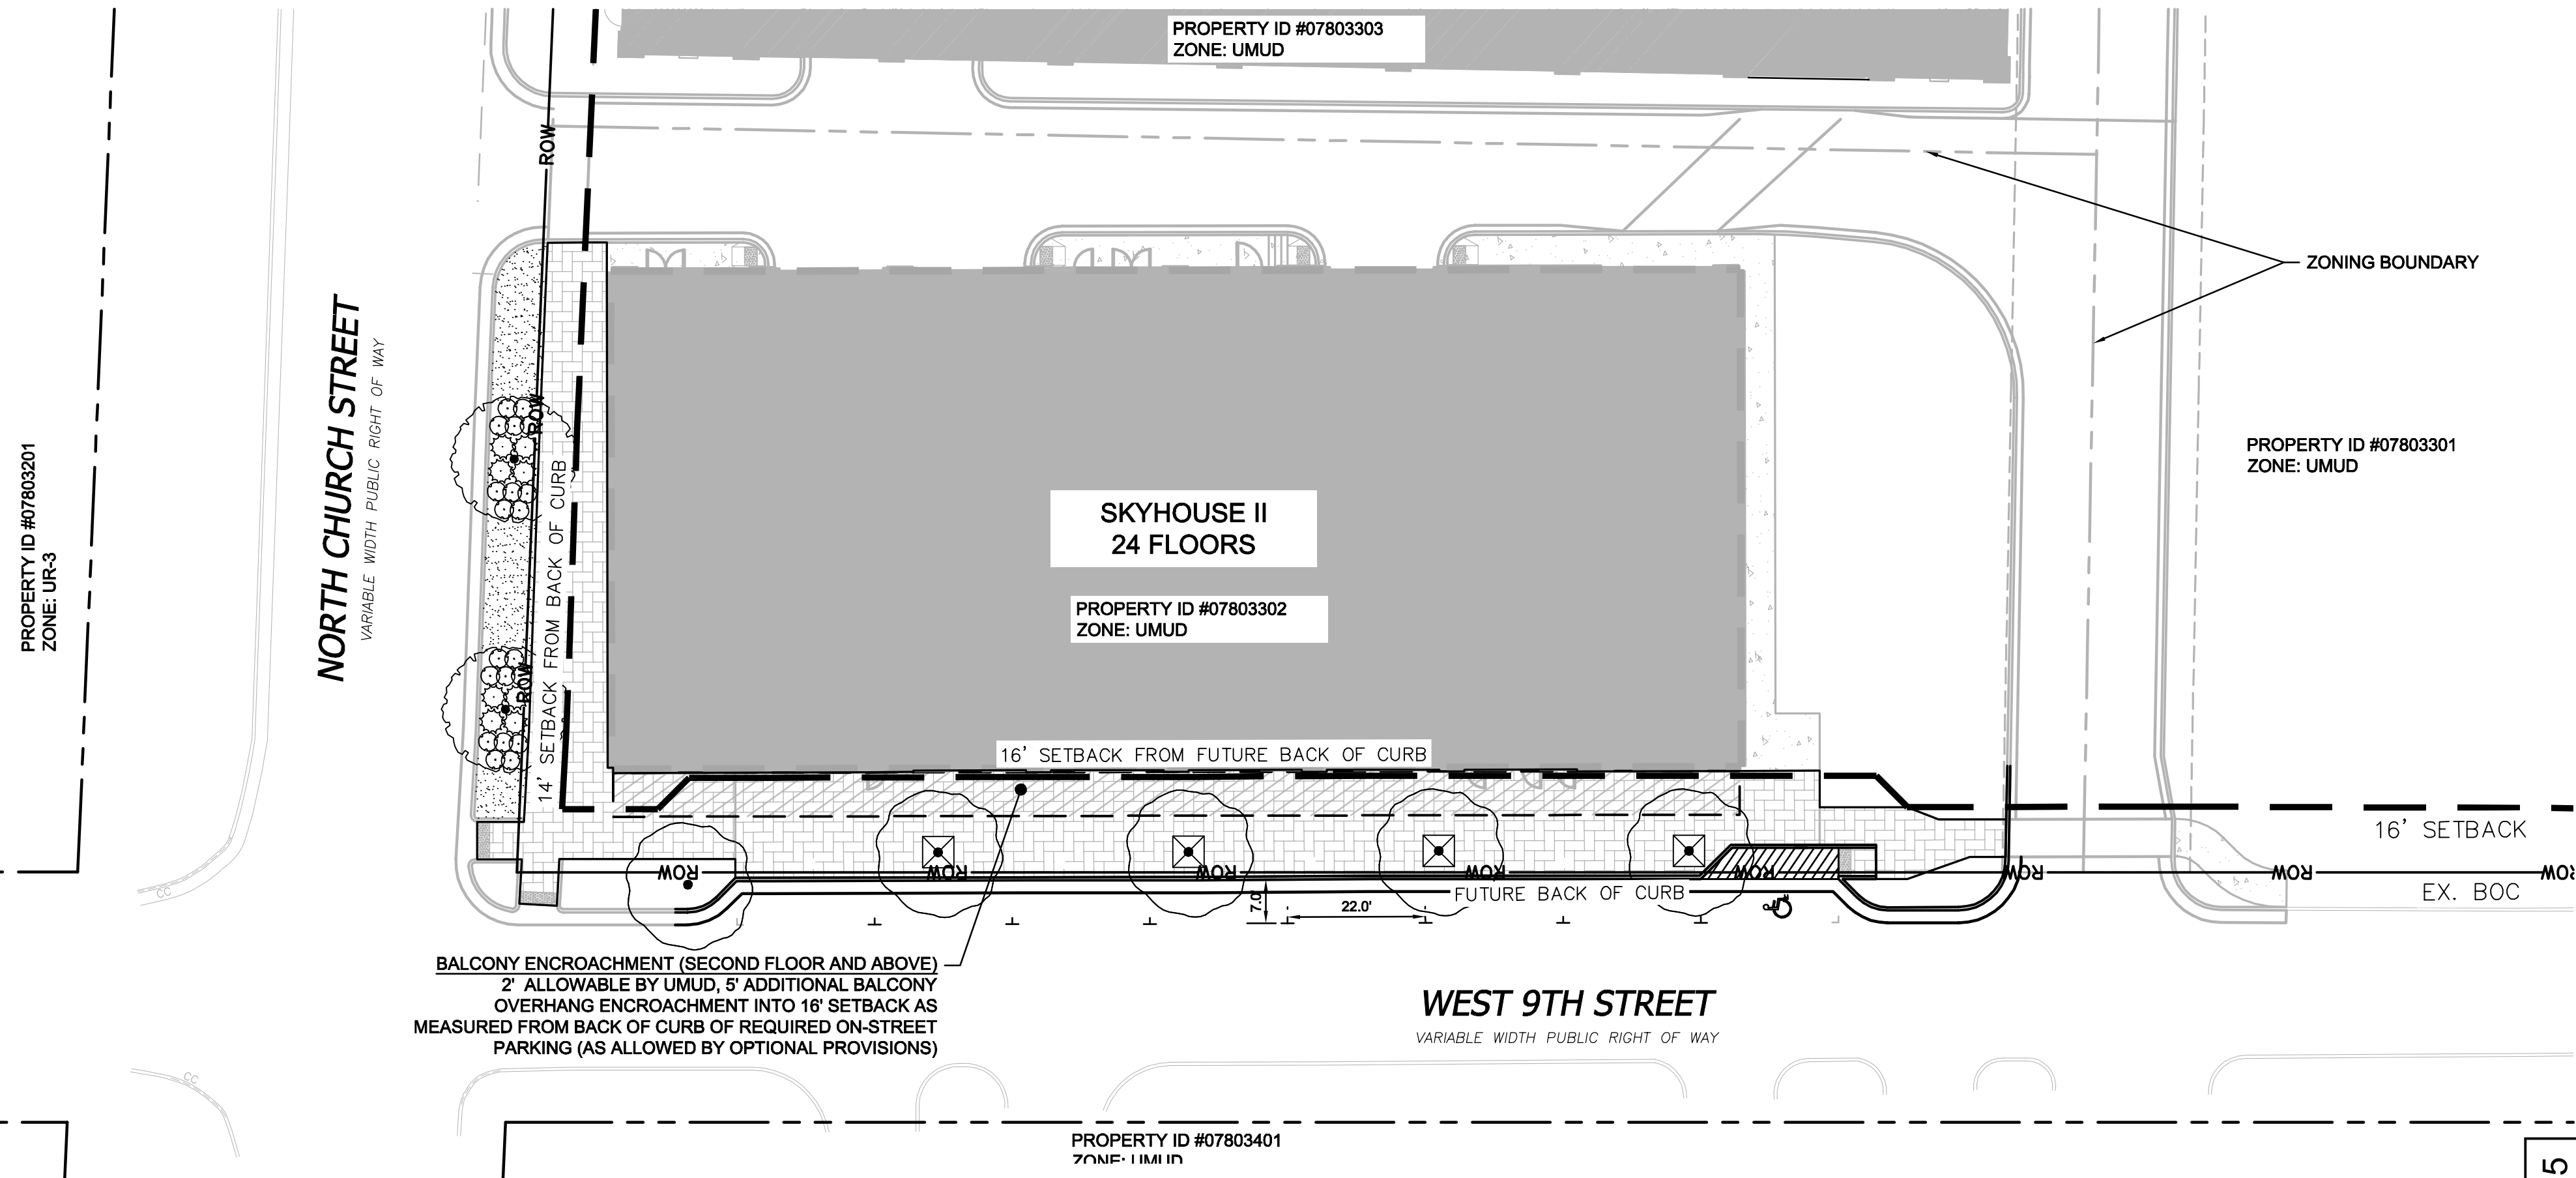 PROPERTY ID #07803303
ZONE: UMUD
ROW
ZONING BOUNDARY
PROPERTY ID #07803201
ZONE: UR-3
NORTH CHURCH STREET
VARIABLE WIDTH PUBLIC RIGHT OF WAY
ROW
ROW
14' SETBACK FROM BACK OF CURB
SKYHOUSE II
24 FLOORS
PROPERTY ID #07803302
ZONE: UMUD
PROPERTY ID #07803301
ZONE: UMUD
16' SETBACK FROM FUTURE BACK OF CURB
16' SETBACK
ROW
ROW
ROW
ROW
ROW
ROW
ROW
ROW
CC
FUTURE BACK OF CURB
EX. BOC
7.0'
22.0'
BALCONY ENCROACHMENT (SECOND FLOOR AND ABOVE)
2' ALLOWABLE BY UMUD, 5' ADDITIONAL BALCONY
OVERHANG ENCROACHMENT INTO 16' SETBACK AS
MEASURED FROM BACK OF CURB OF REQUIRED ON-STREET
PARKING (AS ALLOWED BY OPTIONAL PROVISIONS)
WEST 9TH STREET
VARIABLE WIDTH PUBLIC RIGHT OF WAY
CC
PROPERTY ID #07803401
ZONE: UMUD
5